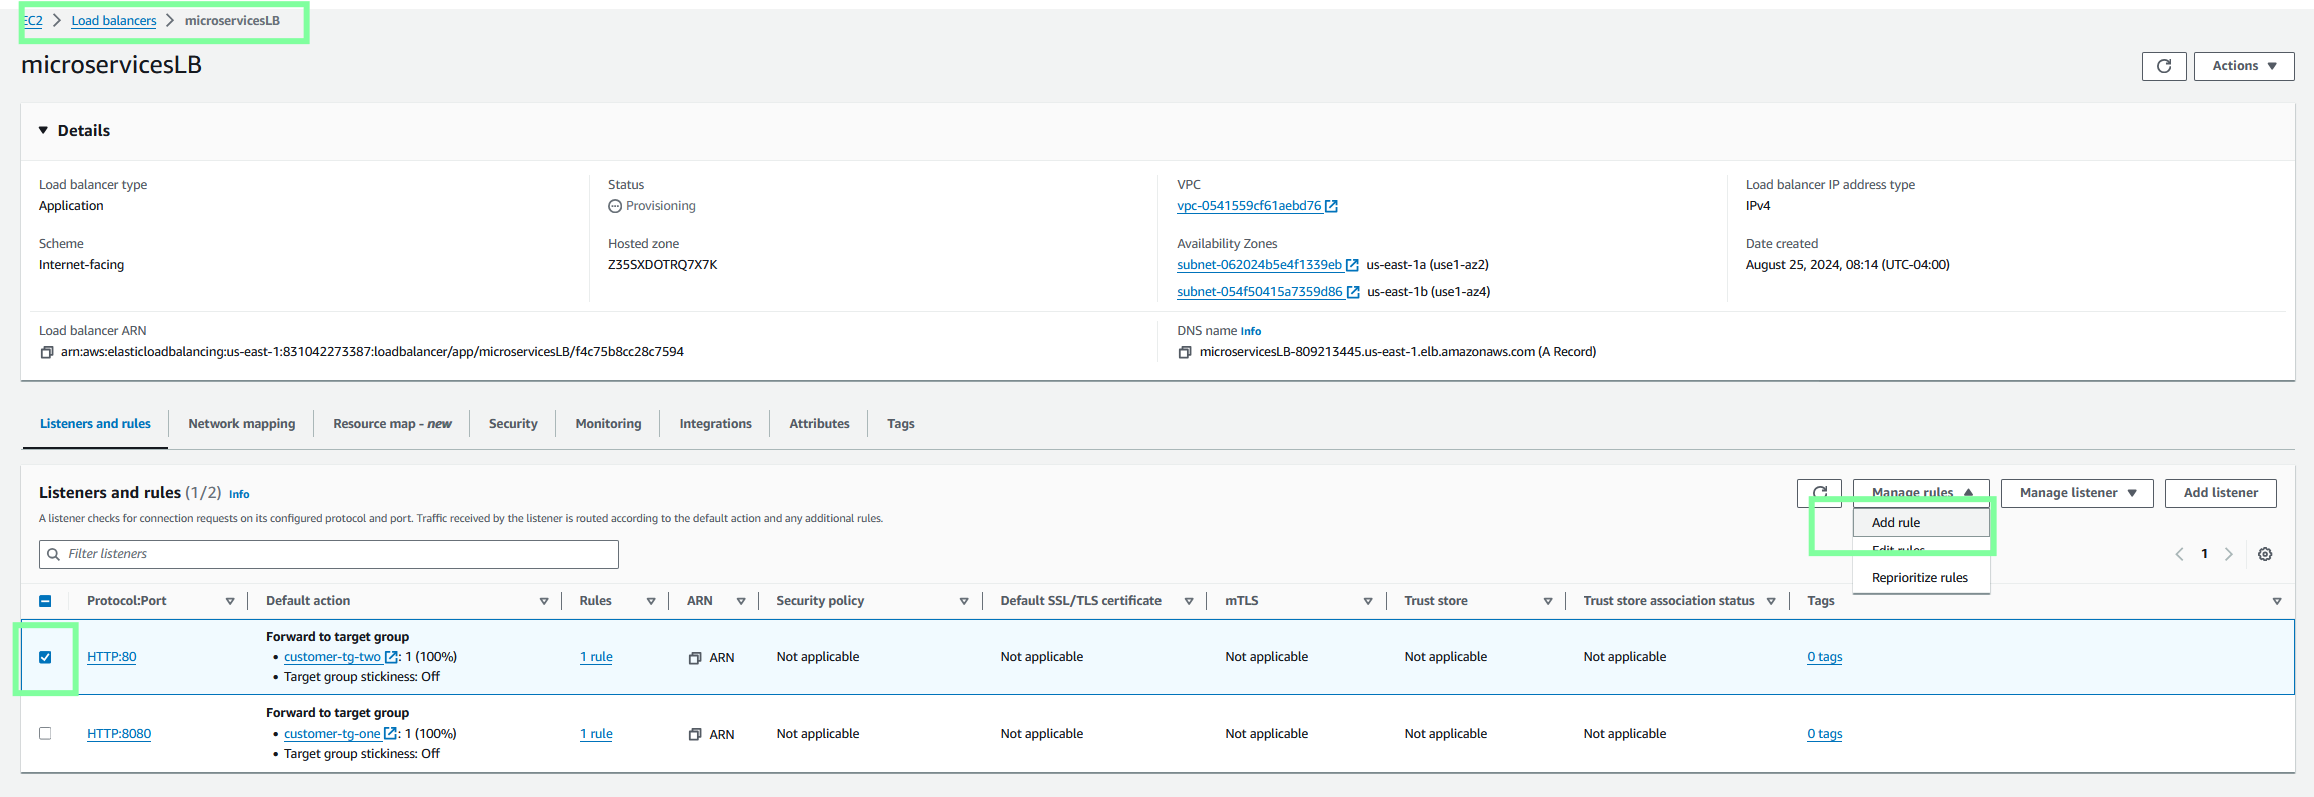 EC2 > Load balancers > microservicesLB
microservicesLB
Actions
Details
Load balancer type
Application
Status
Provisioning
VPC
vpc-0541559cf61aebd76
Load balancer IP address type
IPv4
Scheme
Internet-facing
Hosted zone
Z35SXDOTRQ7X7K
Availability Zones
subnet-062024b5e4f1339eb us-east-1a (use1-az2)
subnet-054f50415a7359d86 us-east-1b (use1-az4)
Date created
August 25, 2024, 08:14 (UTC-04:00)
Load balancer ARN
arn:aws:elasticloadbalancing:us-east-1:831042273387:loadbalancer/app/microservicesLB/f4c75b8cc28c7594
DNS name Info
microservicesLB-809213445.us-east-1.elb.amazonaws.com (A Record)
Listeners and rules Network mapping Resource map - new Security Monitoring Integrations Attributes Tags
Listeners and rules (1/2) Info
Manage rules Manage listener Add listener
A listener checks for connection requests on its configured protocol and port. Traffic received by the listener is routed according to the default action and any additional rules.
Add rule
Edit rules
Reprioritize rules
Filter listeners
1
Protocol:Port Default action Rules ARN Security policy Default SSL/TLS certificate mTLS Trust store Trust store association status Tags
Forward to target group
HTTP:80 • customer-tg-two: 1 (100%) 1 rule ARN Not applicable Not applicable Not applicable Not applicable Not applicable 0 tags
• Target group stickiness: Off
Forward to target group
HTTP:8080 • customer-tg-one: 1 (100%) 1 rule ARN Not applicable Not applicable Not applicable Not applicable Not applicable 0 tags
• Target group stickiness: Off